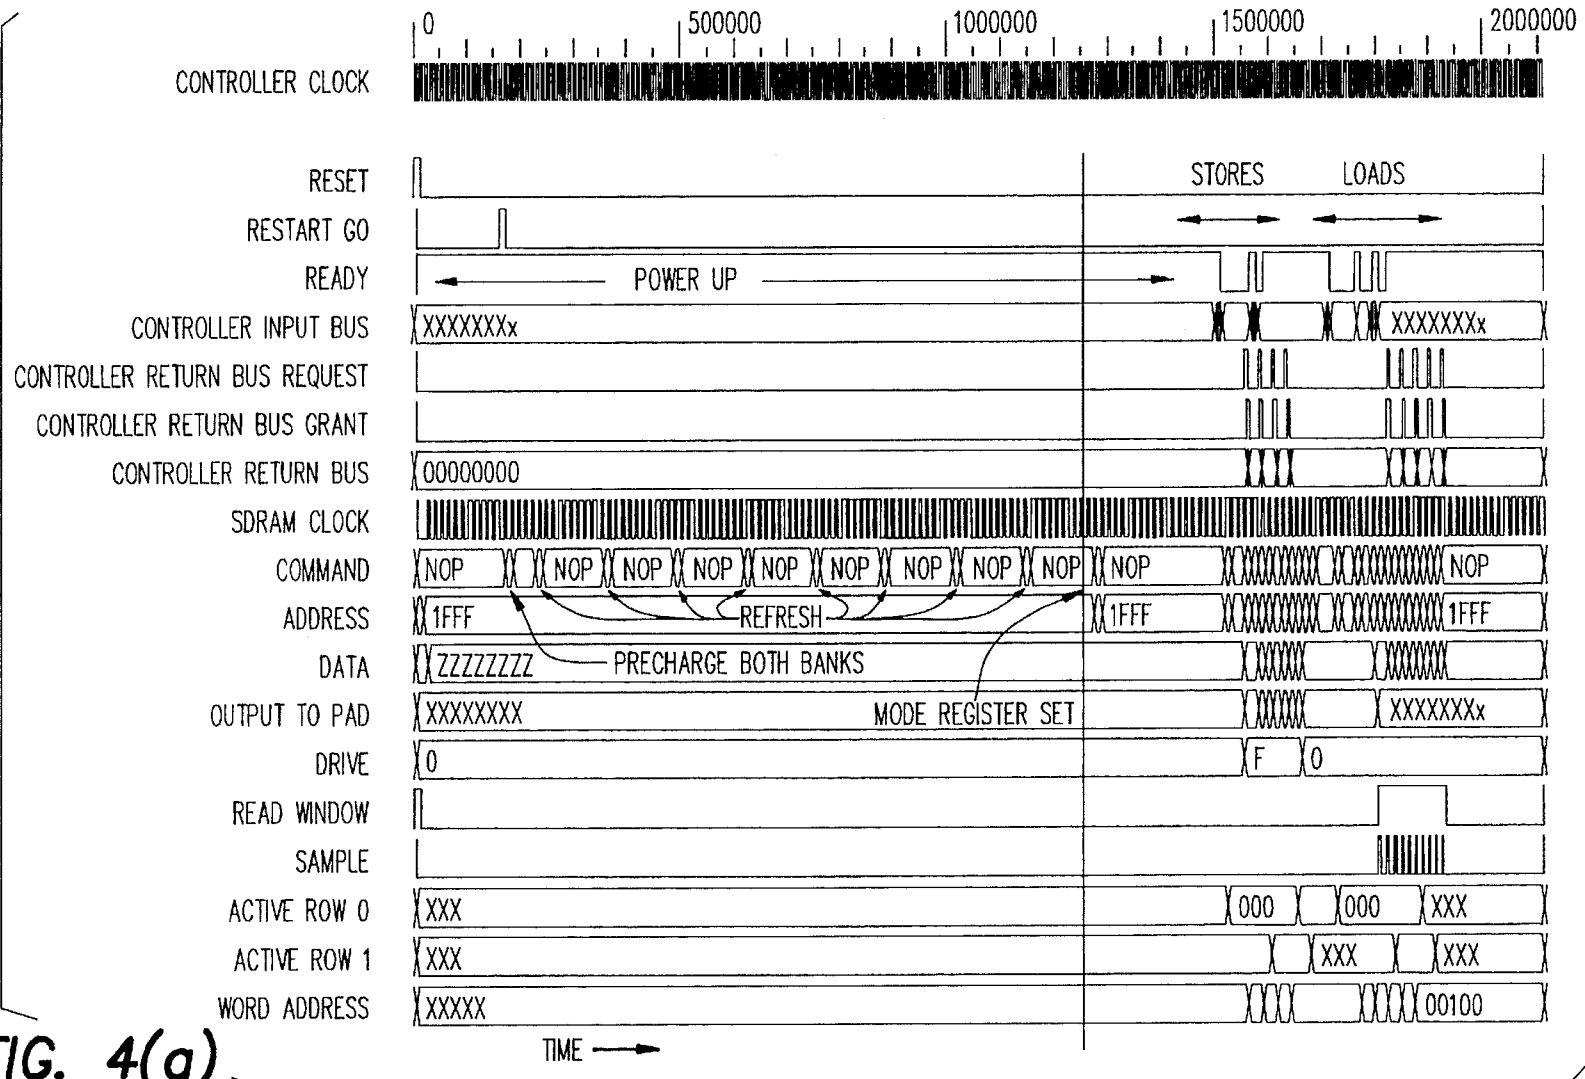 0 500000 1000000 1500000 2000000
CONTROLLER CLOCK
RESET STORES LOADS
RESTART GO
READY POWER UP
CONTROLLER INPUT BUS XXXXXXXx XXXXXXXx
CONTROLLER RETURN BUS REQUEST
CONTROLLER RETURN BUS GRANT
CONTROLLER RETURN BUS 00000000
SDRAM CLOCK
COMMAND NOP NOP NOP NOP NOP NOP NOP NOP NOP NOP NOP
ADDRESS 1FFF REFRESH 1FFF 1FFF
DATA ZZZZZZZZ PRECHARGE BOTH BANKS
OUTPUT TO PAD XXXXXXXX MODE REGISTER SET XXXXXXXx
DRIVE 0 F 0
READ WINDOW
SAMPLE
ACTIVE ROW 0 XXX 000 000 XXX
ACTIVE ROW 1 XXX XXX XXX
WORD ADDRESS XXXXX 00100
TIME
FIG. 4(a)